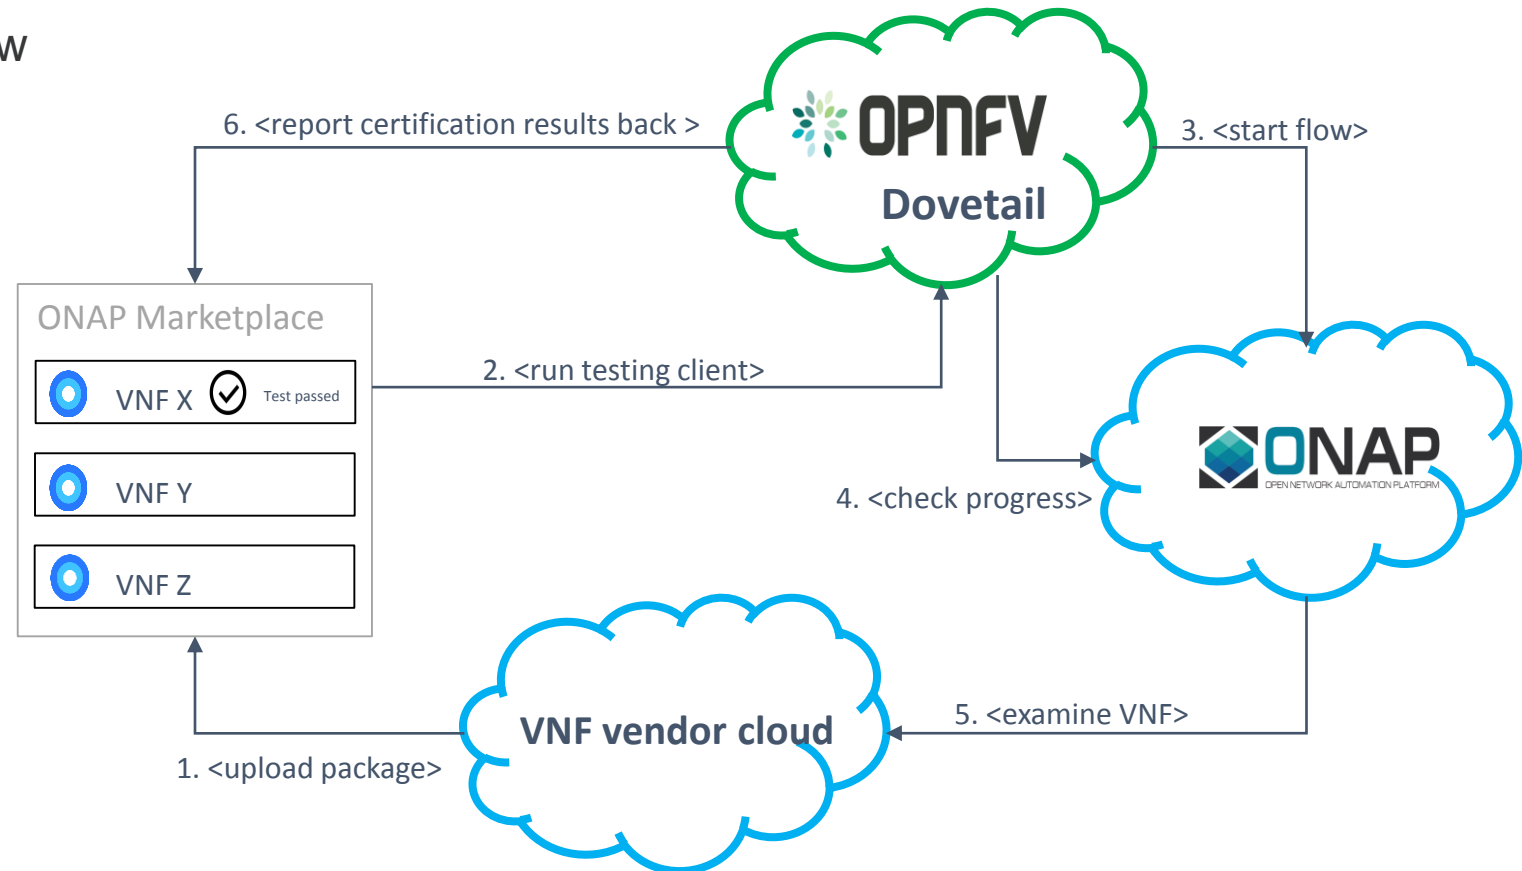 w
6. <report certification results back >
OPNFV
Dovetail
3. <start flow>
ONAP Marketplace
VNF X
Test passed
VNF Y
VNF Z
2. <run testing client>
ONAP
OPEN NETWORK AUTOMATION PLATFORM
4. <check progress>
VNF vendor cloud
5. <examine VNF>
1. <upload package>